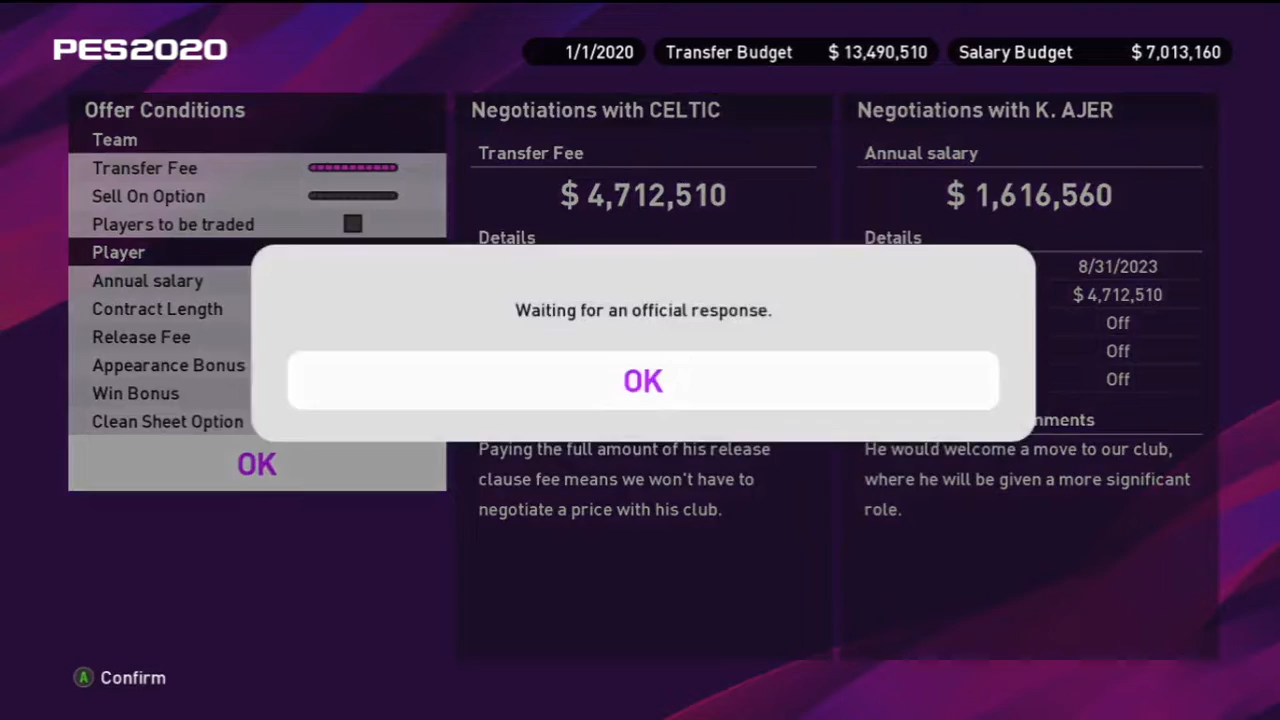 PES2020
1/1/2020
Transfer Budget $ 13,490,510
Salary Budget $ 7,013,160
Offer Conditions
Team
Transfer Fee
Sell On Option
Players to be traded
Player
Annual salary
Contract Length
Release Fee
Appearance Bonus
Win Bonus
Clean Sheet Option
OK
Negotiations with CELTIC
Transfer Fee
$ 4,712,510
Details
Paying the full amount of his release
clause fee means we won't have to
negotiate a price with his club.
Negotiations with K. AJER
Annual salary
$ 1,616,560
Details
8/31/2023
$ 4,712,510
Off
Off
Off
He would welcome a move to our club,
where he will be given a more significant
role.
Waiting for an official response.
OK
A Confirm